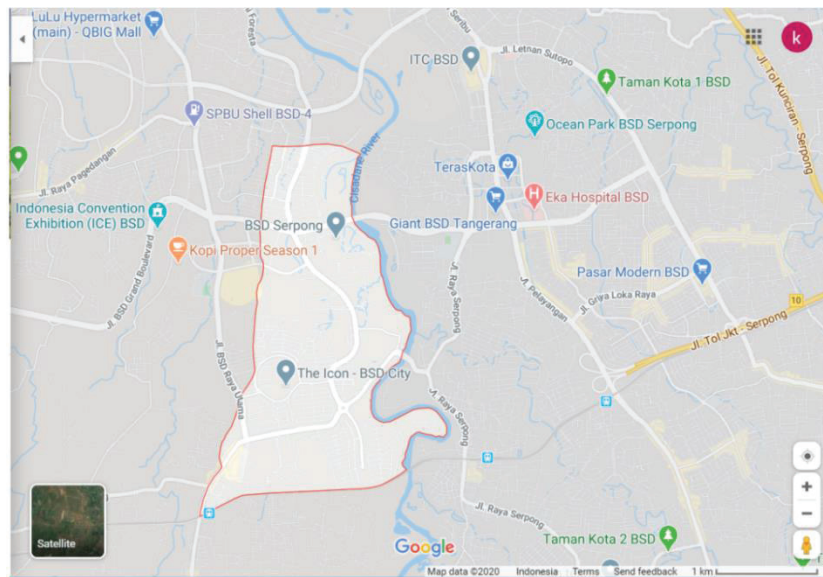 LuLu Hypermarket
(main) - QBIG Mall
Foresta
Jl. Letnan Sutopo
ITC BSD
k
Taman Kota 1 BSD
Jl. Tol Kunciran - Serpong
SPBU Shell BSD-4
Ocean Park BSD Serpong
Cisadane River
TerasKota
Jl. Raya Pagedangan
Eka Hospital BSD
Indonesia Convention
Exhibition (ICE) BSD
BSD Serpong
Giant BSD Tangerang
Kopi Proper Season 1
Pasar Modern BSD
Jl. BSD Grand Boulevard
Jl. Raya Serpong
Jl. Pelayangan
Jl. Griya Loka Raya
10
Jl. Tol Jkt - Serpong
Jl. BSD Raya Utama
The Icon - BSD City
Jl. Raya Serpong
Jl. Raya Serpong
Satellite
Google
Taman Kota 2 BSD
Map data ©2020 Indonesia Terms Send feedback 1 km